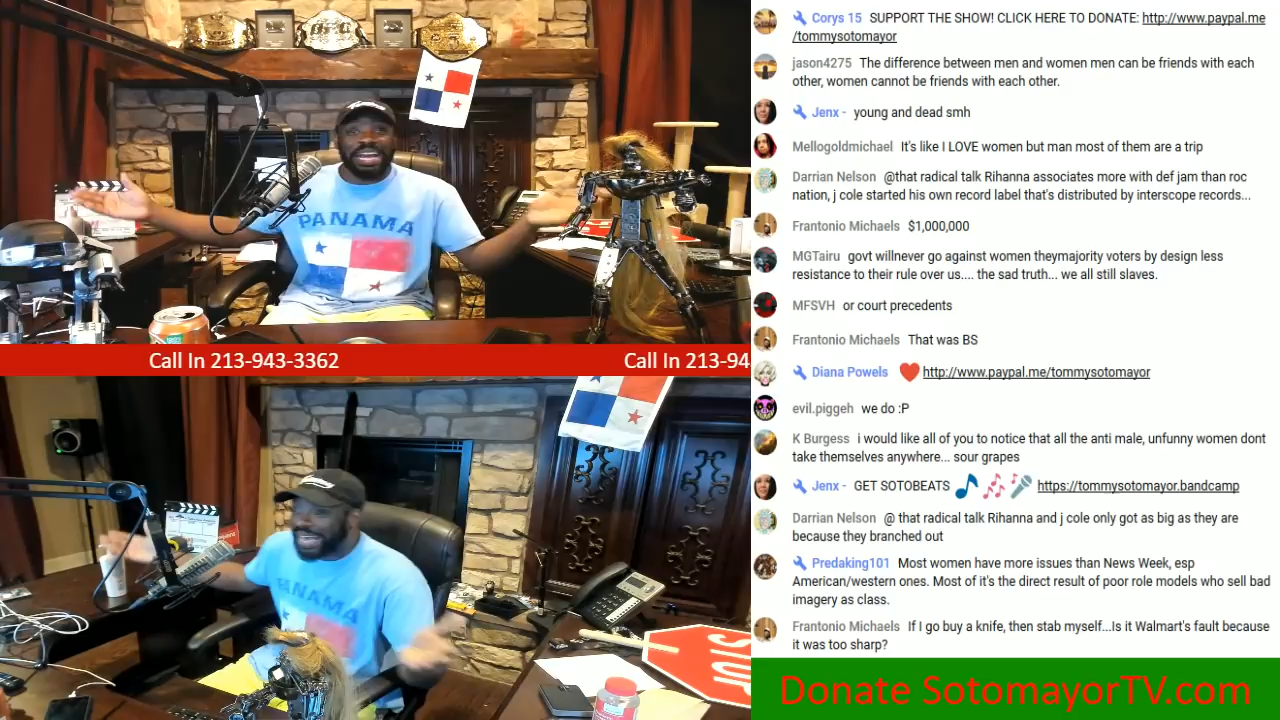 PANAMA
Call In 213-943-3362
Call In 213-94
PANAMA
STOP
Corys 15 SUPPORT THE SHOW! CLICK HERE TO DONATE: http://www.paypal.me
/tommysotomayor
jason4275 The difference between men and women men can be friends with each
other, women cannot be friends with each other.
Jenx - young and dead smh
Mellogoldmichael It's like I LOVE women but man most of them are a trip
Darrian Nelson @that radical talk Rihanna associates more with def jam than roc
nation, j cole started his own record label that's distributed by interscope records...
Frantonio Michaels $1,000,000
MGTairu govt willnever go against women theymajority voters by design less
resistance to their rule over us.... the sad truth... we all still slaves.
MFSVH or court precedents
Frantonio Michaels That was BS
Diana Powels ❤ http://www.paypal.me/tommysotomayor
evil.piggeh we do :P
K Burgess i would like all of you to notice that all the anti male, unfunny women dont
take themselves anywhere... sour grapes
Jenx - GET SOTOBEATS 🎵 🎶 🎤 https://tommysotomayor.bandcamp
Darrian Nelson @ that radical talk Rihanna and j cole only got as big as they are
because they branched out
Predaking101 Most women have more issues than News Week, esp
American/western ones. Most of it's the direct result of poor role models who sell bad
imagery as class.
Frantonio Michaels If I go buy a knife, then stab myself...Is it Walmart's fault because
it was too sharp?
Donate SotomayorTV.com